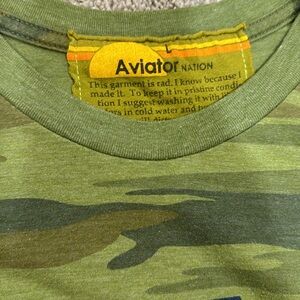 L
Aviator NATION
This garment is rad. I know because I
made it. To keep it in pristine condi-
tion I suggest washing it with
in cold water and